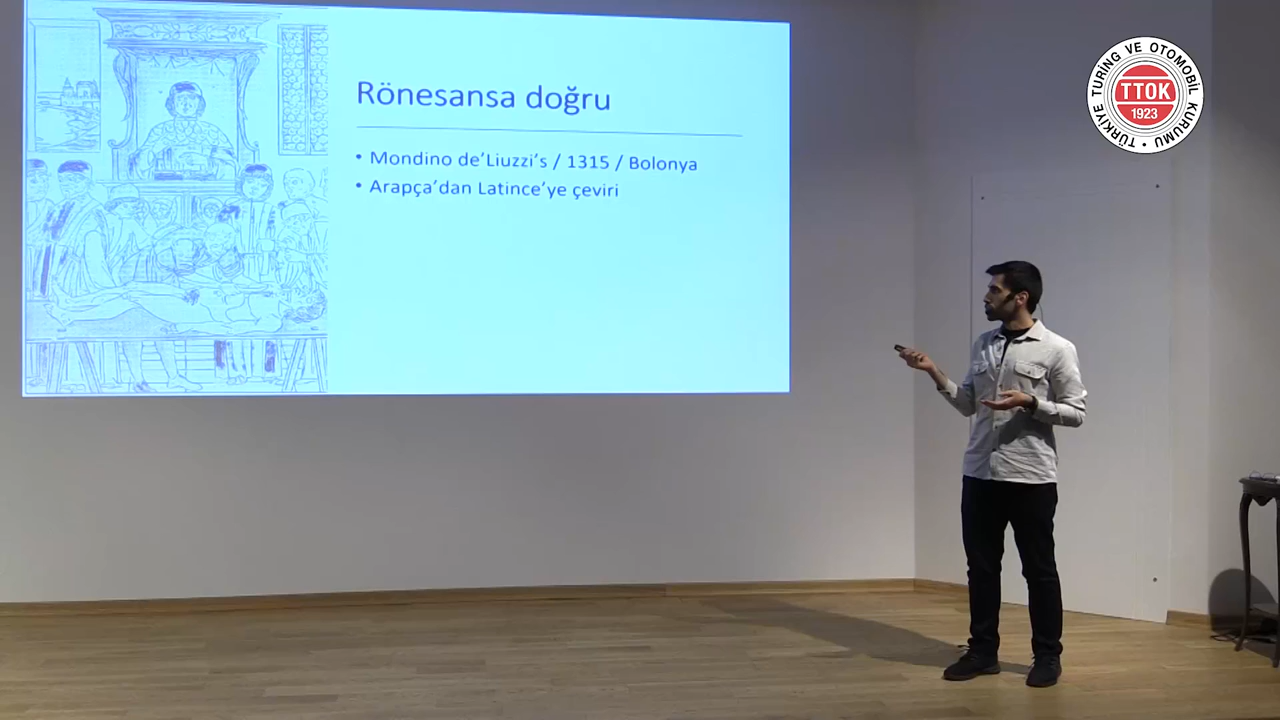 Rönesansa doğru
• Mondino de’Liuzzi’s / 1315 / Bolonya
• Arapça’dan Latince’ye çeviri
TÜRKİYE TURİNG VE OTOMOBİL KURUMU
TTOK
1923